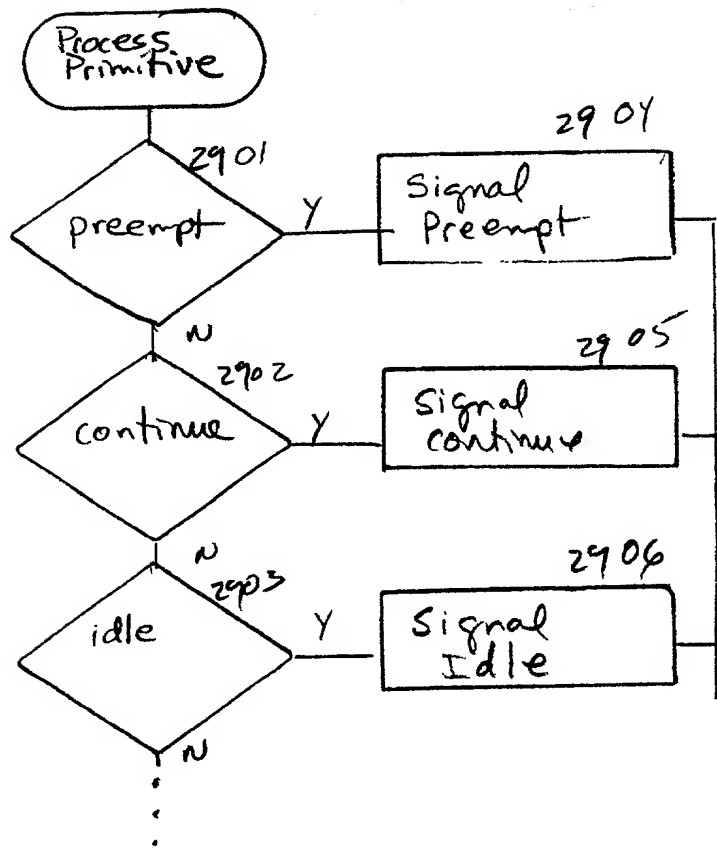 Process
Primitive
2901
preempt
Y
2904
Signal
Preempt
N
2902
continue
Y
2905
Signal
continue
N
2903
idle
Y
2906
Signal
Idle
N